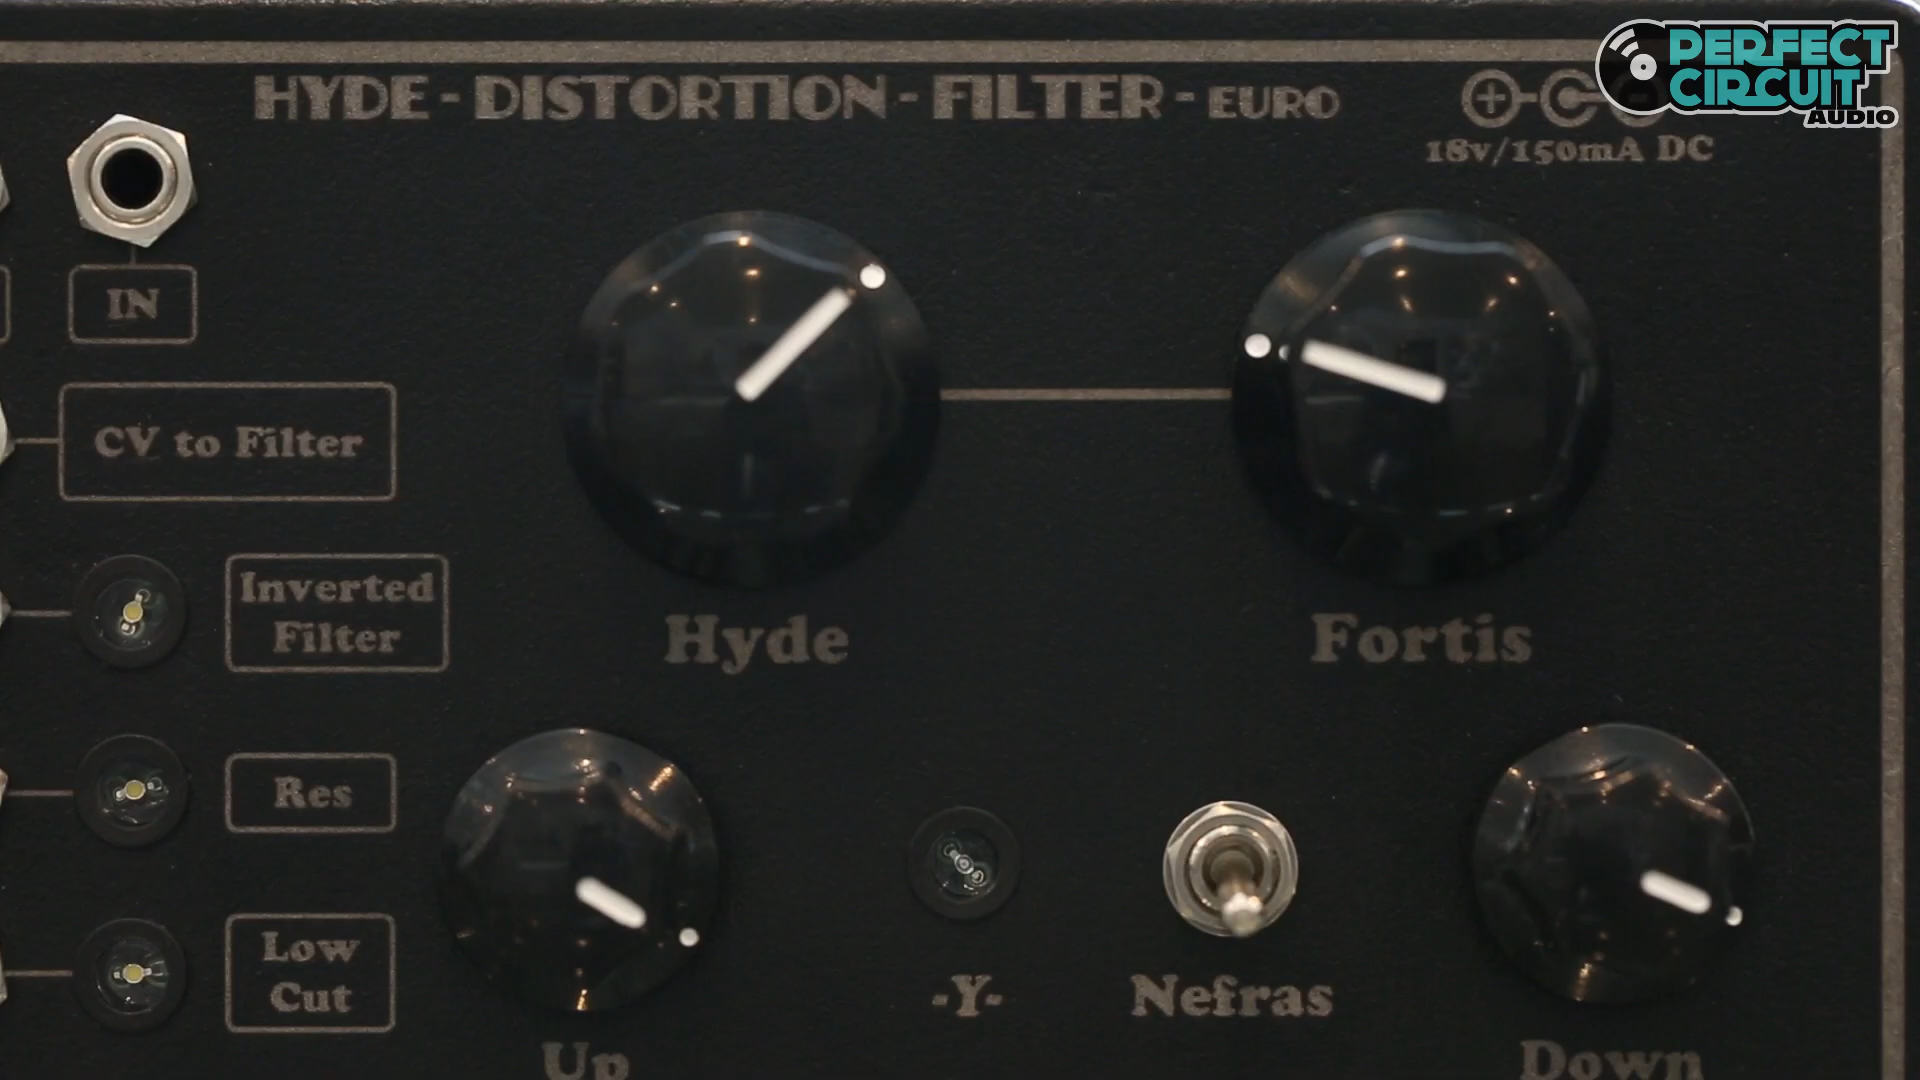 HYDE - DISTORTION - FILTER - EURO
PERFECT
CIRCUIT
AUDIO
18v/150mA DC
IN
CV to Filter
Inverted
Filter
Hyde
Fortis
Res
Low
Cut
-Y-
Nefras
Up
Down